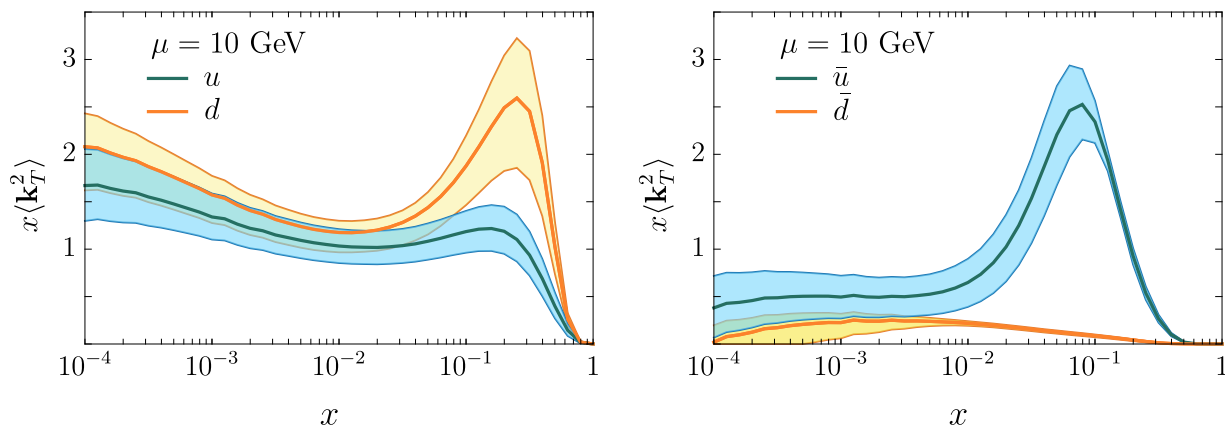 μ = 10 GeV
u
d
x⟨k_T^2⟩
3
2
1
10^{-4}
10^{-3}
10^{-2}
10^{-1}
1
x
μ = 10 GeV
ū
d̄
x⟨k_T^2⟩
3
2
1
10^{-4}
10^{-3}
10^{-2}
10^{-1}
1
x